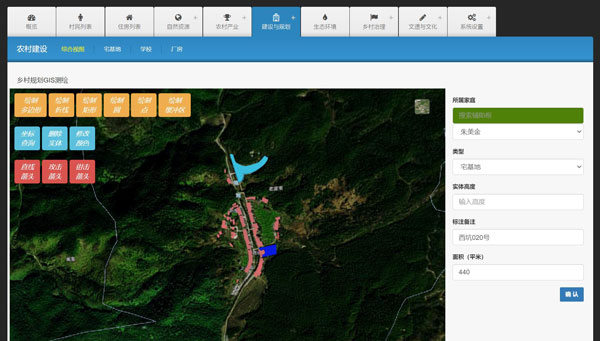 概览
村民列表
住宿列表
自然资源
农村产业
建设与规划
生态环境
乡村治理
文遗与文化
系统设置
农村建设 综合视图 宅基地 学校 厂房
乡村规划GIS测绘
绘制多边形
绘制折线
绘制矩形
绘制圆
绘制点
绘制缓冲区
坐标查询
删除实体
修改颜色
直线箭头
攻击箭头
钳击箭头
所属家庭
搜索辅助框
朱美金
类型
宅基地
实体高度
输入高度
标注备注
西坑020号
面积（平米）
440
确认